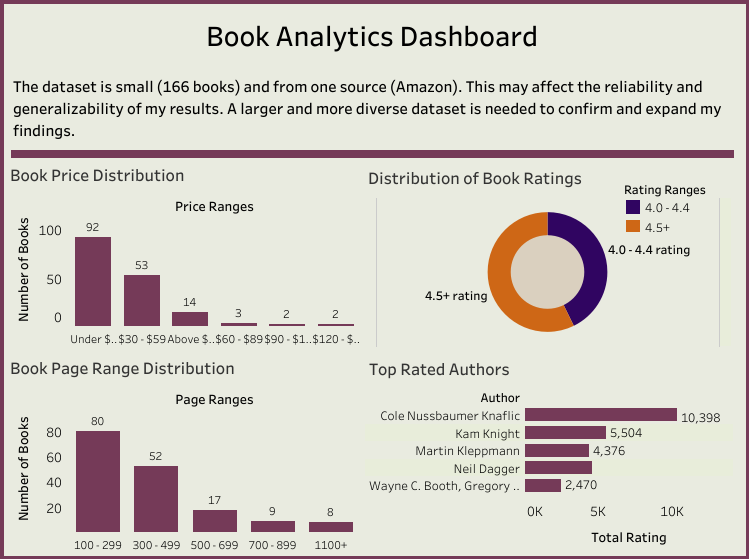 Book Analytics Dashboard
The dataset is small (166 books) and from one source (Amazon). This may affect the reliability and
generalizability of my results. A larger and more diverse dataset is needed to confirm and expand my
findings.
Book Price Distribution
Price Ranges
Number of Books
100
50
0
92
53
14
3
2
2
Under $.. $30 - $59 Above $.. $60 - $89 $90 - $1.. $120 - $..
Distribution of Book Ratings
Rating Ranges
4.0 - 4.4
4.5+
4.0 - 4.4 rating
4.5+ rating
Book Page Range Distribution
Page Ranges
Number of Books
80
60
40
20
80
52
17
9
8
100 - 299 300 - 499 500 - 699 700 - 899 1100+
Top Rated Authors
Author
Cole Nussbaumer Knaflic 10,398
Kam Knight 5,504
Martin Kleppmann 4,376
Neil Dagger
Wayne C. Booth, Gregory .. 2,470
0K 5K 10K
Total Rating